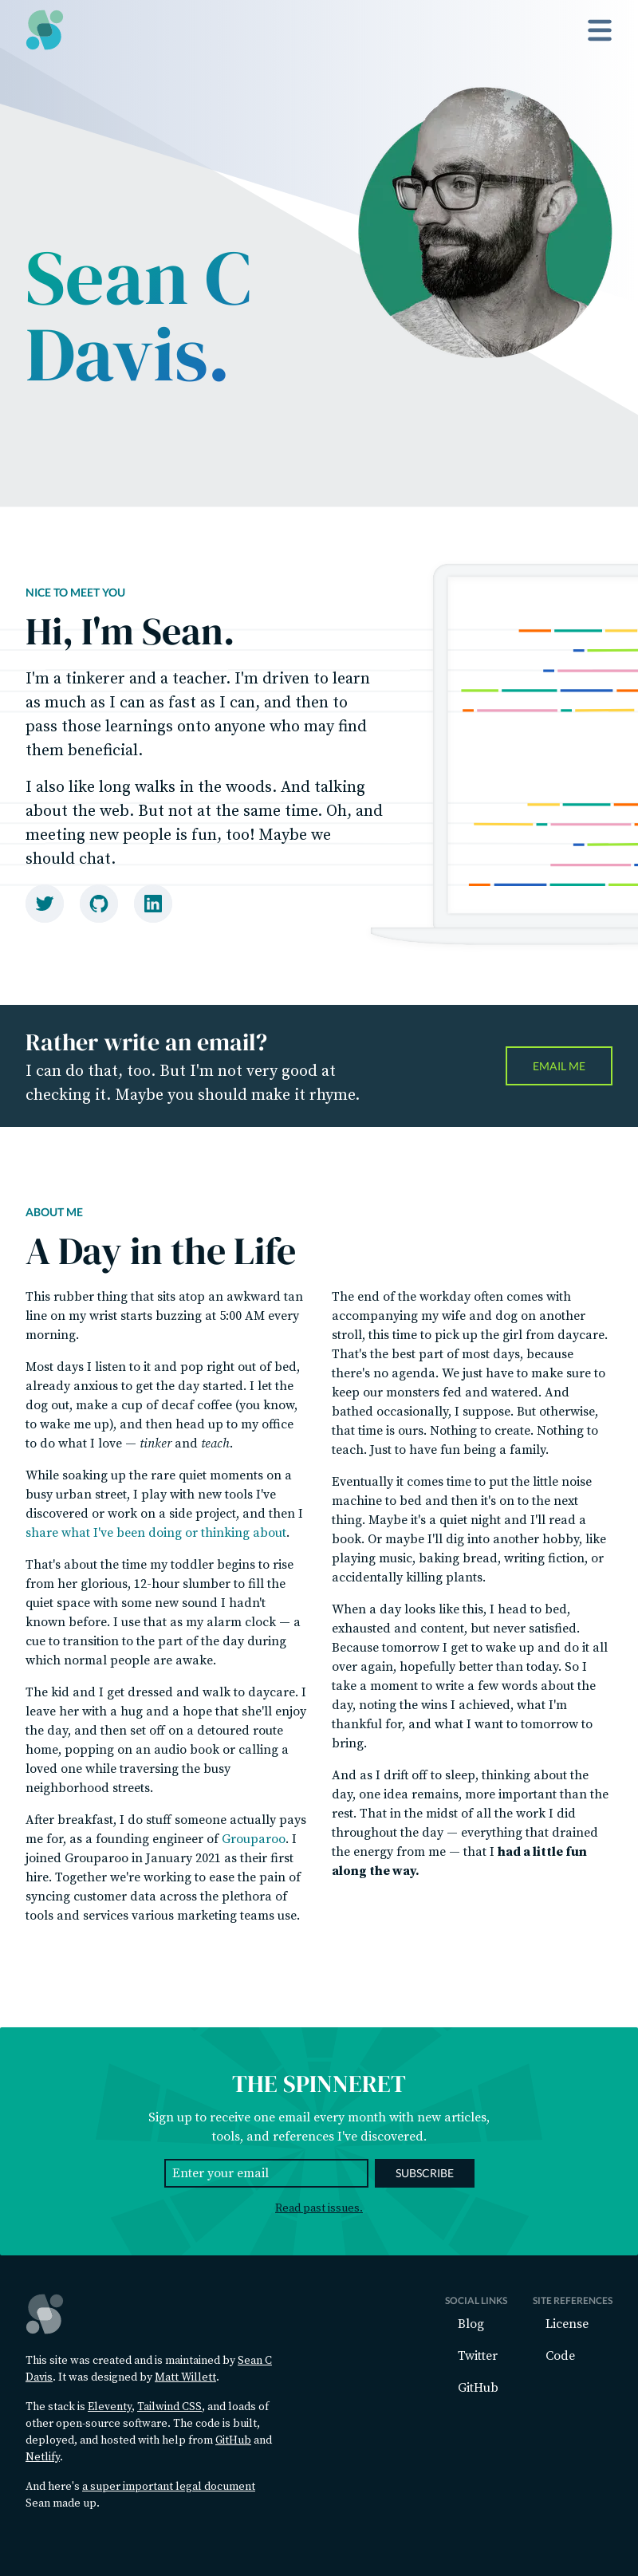 Sean C
Davis.
NICE TO MEET YOU
Hi, I'm Sean.
I'm a tinkerer and a teacher. I'm driven to learn
as much as I can as fast as I can, and then to
pass those learnings onto anyone who may find
them beneficial.
I also like long walks in the woods. And talking
about the web. But not at the same time. Oh, and
meeting new people is fun, too! Maybe we
should chat.
Rather write an email?
I can do that, too. But I'm not very good at
checking it. Maybe you should make it rhyme.
EMAIL ME
ABOUT ME
A Day in the Life
This rubber thing that sits atop an awkward tan
line on my wrist starts buzzing at 5:00 AM every
morning.
Most days I listen to it and pop right out of bed,
already anxious to get the day started. I let the
dog out, make a cup of decaf coffee (you know,
to wake me up), and then head up to my office
to do what I love — tinker and teach.
While soaking up the rare quiet moments on a
busy urban street, I play with new tools I've
discovered or work on a side project, and then I
share what I've been doing or thinking about.
That's about the time my toddler begins to rise
from her glorious, 12-hour slumber to fill the
quiet space with some new sound I hadn't
known before. I use that as my alarm clock — a
cue to transition to the part of the day during
which normal people are awake.
The kid and I get dressed and walk to daycare. I
leave her with a hug and a hope that she'll enjoy
the day, and then set off on a detoured route
home, popping on an audio book or calling a
loved one while traversing the busy
neighborhood streets.
After breakfast, I do stuff someone actually pays
me for, as a founding engineer of Grouparoo. I
joined Grouparoo in January 2021 as their first
hire. Together we're working to ease the pain of
syncing customer data across the plethora of
tools and services various marketing teams use.
The end of the workday often comes with
accompanying my wife and dog on another
stroll, this time to pick up the girl from daycare.
That's the best part of most days, because
there's no agenda. We just have to make sure to
keep our monsters fed and watered. And
bathed occasionally, I suppose. But otherwise,
that time is ours. Nothing to create. Nothing to
teach. Just to have fun being a family.
Eventually it comes time to put the little noise
machine to bed and then it's on to the next
thing. Maybe it's a quiet night and I'll read a
book. Or maybe I'll dig into another hobby, like
playing music, baking bread, writing fiction, or
accidentally killing plants.
When a day looks like this, I head to bed,
exhausted and content, but never satisfied.
Because tomorrow I get to wake up and do it all
over again, hopefully better than today. So I
take a moment to write a few words about the
day, noting the wins I achieved, what I'm
thankful for, and what I want to tomorrow to
bring.
And as I drift off to sleep, thinking about the
day, one idea remains, more important than the
rest. That in the midst of all the work I did
throughout the day — everything that drained
the energy from me — that I had a little fun
along the way.
THE SPINNERET
Sign up to receive one email every month with new articles,
tools, and references I've discovered.
Enter your email
SUBSCRIBE
Read past issues.
This site was created and is maintained by Sean C
Davis. It was designed by Matt Willett.
The stack is Eleventy, Tailwind CSS, and loads of
other open-source software. The code is built,
deployed, and hosted with help from GitHub and
Netlify.
And here's a super important legal document
Sean made up.
SOCIAL LINKS
Blog
Twitter
GitHub
SITE REFERENCES
License
Code